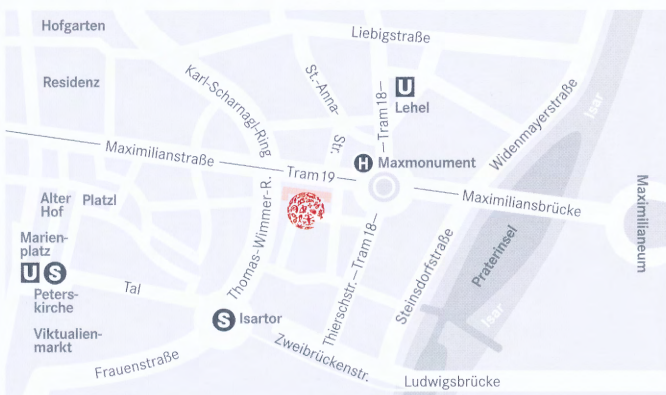 Hofgarten
Liebigstraße
Residenz
Karl-Scharnagl-Ring
St.-Anna-
Str.
U
Lehel
Tram 18
Widenmayerstraße
Isar
Maximilianstraße
Tram 19
H Maxmonument
Maximiliansbrücke
Maximilianeum
Alter
Hof
Platzl
Thomas-Wimmer-R.
Marien-
platz
U S
Peters-
kirche
Tal
Viktualien-
markt
S Isartor
Thierschstr.–Tram 18
Steinsdorfstraße
Praterinsel
Isar
Zweibrückenstr.
Frauenstraße
Ludwigsbrücke